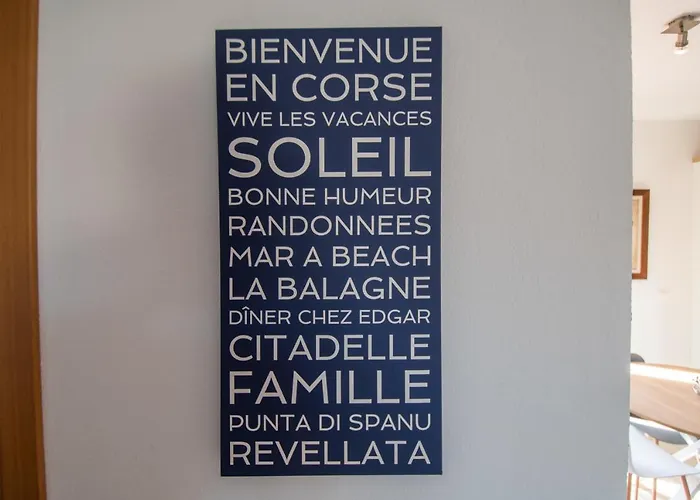 BIENVENUE
EN CORSE
VIVE LES VACANCES
SOLEIL
BONNE HUMEUR
RANDONNEES
MAR A BEACH
LA BALAGNE
DÎNER CHEZ EDGAR
CITADELLE
FAMILLE
PUNTA DI SPANU
REVELLATA